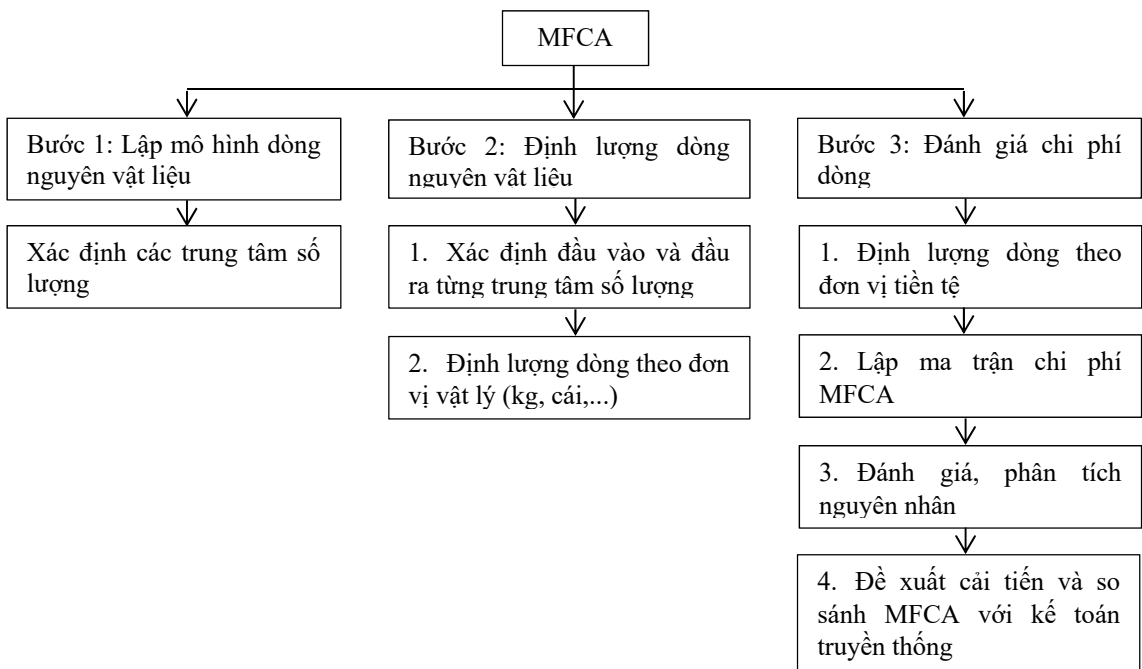 MFCA
Bước 1: Lập mô hình dòng
nguyên vật liệu
Xác định các trung tâm số
lượng
Bước 2: Định lượng dòng
nguyên vật liệu
1. Xác định đầu vào và đầu
ra từng trung tâm số lượng
2. Định lượng dòng theo đơn
vị vật lý (kg, cái,...)
Bước 3: Đánh giá chi phí
dòng
1. Định lượng dòng theo
đơn vị tiền tệ
2. Lập ma trận chi phí
MFCA
3. Đánh giá, phân tích
nguyên nhân
4. Đề xuất cải tiến và so
sánh MFCA với kế toán
truyền thống